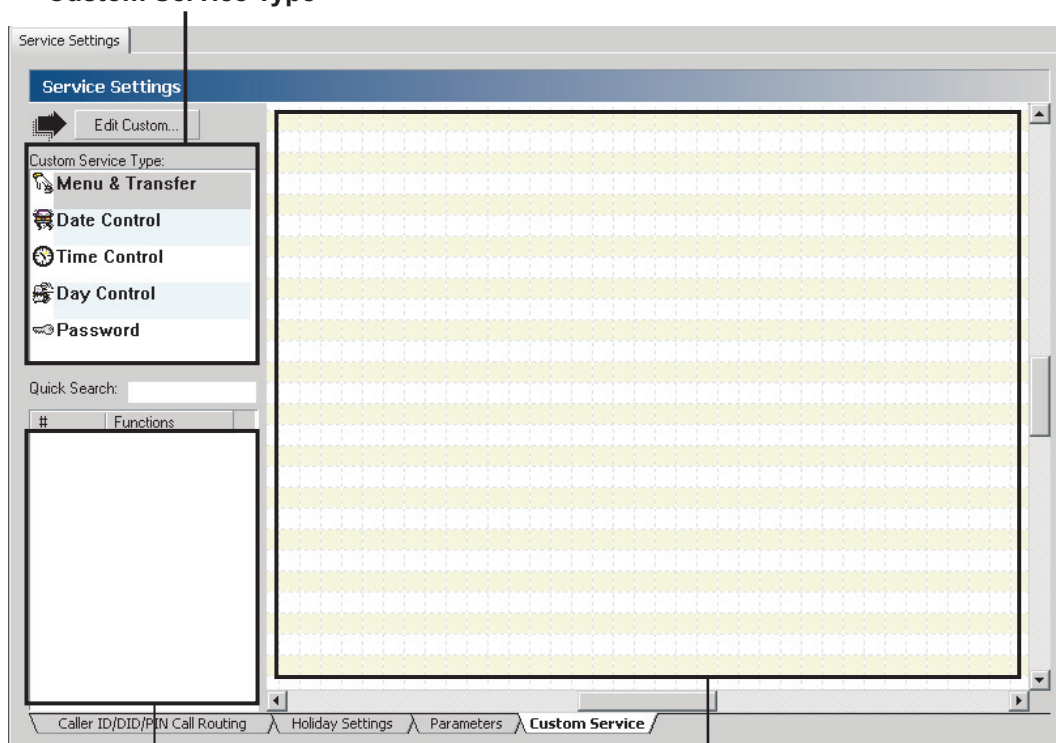 Custom Service Type
Service Settings
Service Settings
Edit Custom...
Custom Service Type:
Menu & Transfer
Date Control
Time Control
Day Control
Password
Quick Search:
# Functions
Caller ID/DID/PIN Call Routing Holiday Settings Parameters Custom Service